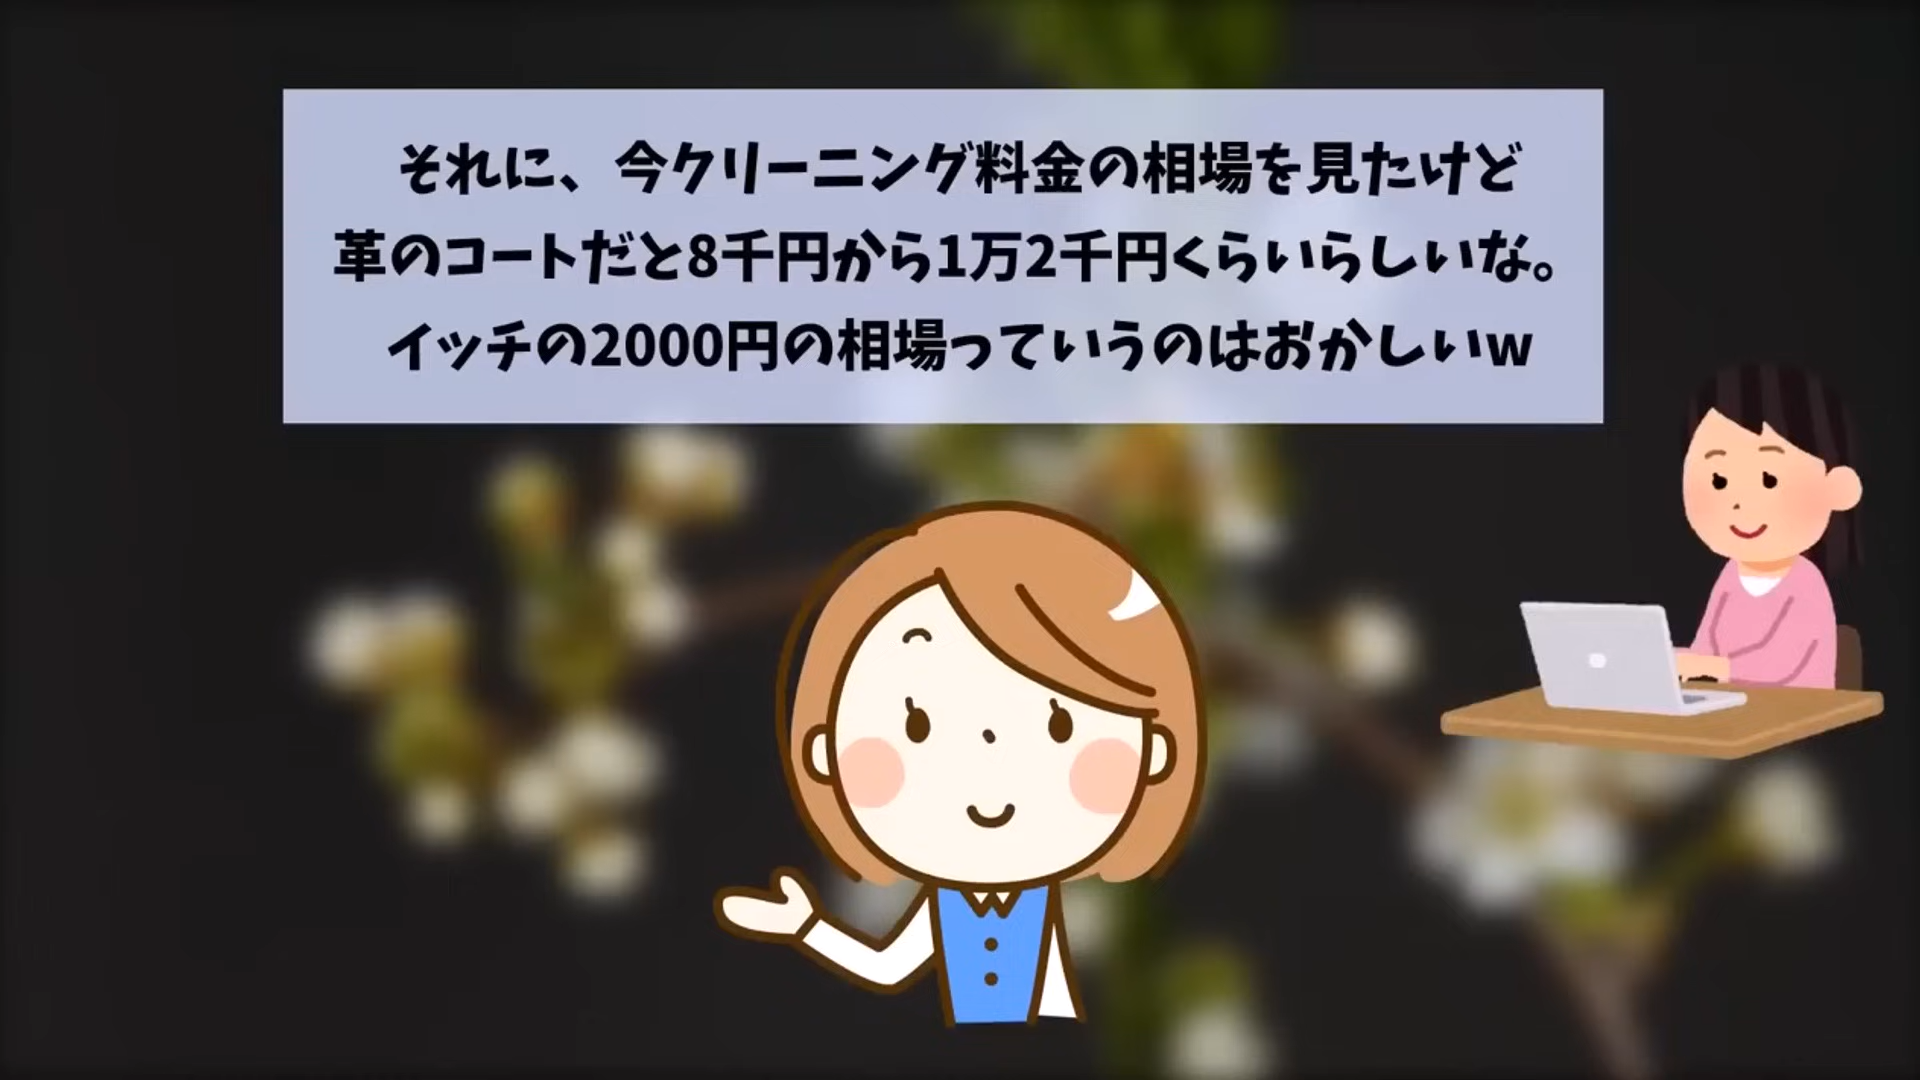 それに、今クリーニング料金の相場を見たけど
革のコートだと8千円から1万2千円くらいらしいな。
イッチの2000円の相場っていうのはおかしいw